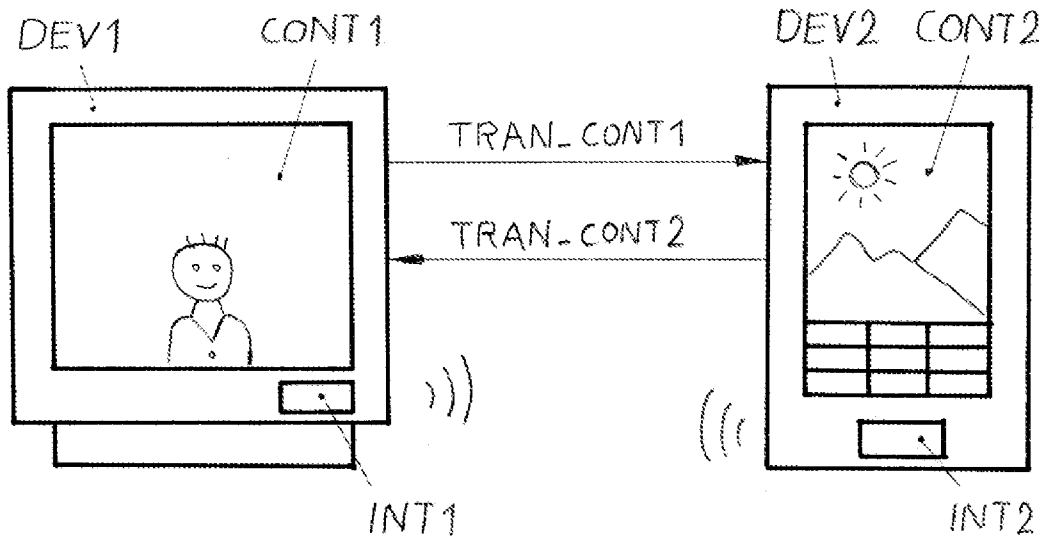 DEV1 CONT1 DEV2 CONT2
TRAN_CONT1
TRAN_CONT2
INT1 INT2